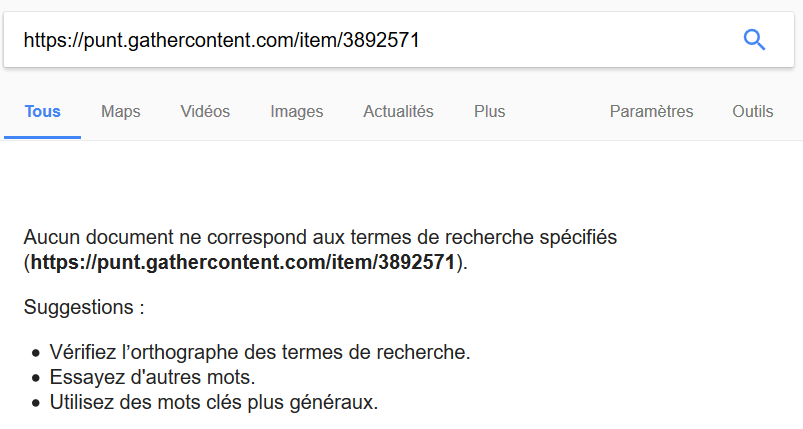 https://punt.gathercontent.com/item/3892571
Tous Maps Vidéos Images Actualités Plus Paramètres Outils
Aucun document ne correspond aux termes de recherche spécifiés
(https://punt.gathercontent.com/item/3892571).
Suggestions :
• Vérifiez l’orthographe des termes de recherche.
• Essayez d'autres mots.
• Utilisez des mots clés plus généraux.